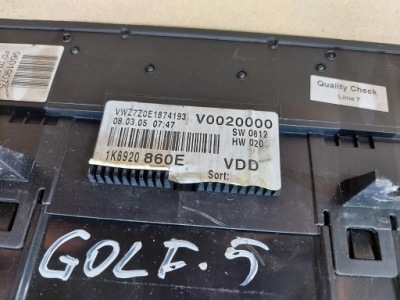 VWZ7Z0E1874193 V0020000
08.03.05 07:47 SW 0812
HW 020
1K6920 860E VDD
Sort:
Quality Check
Linie 7
GOLF.5